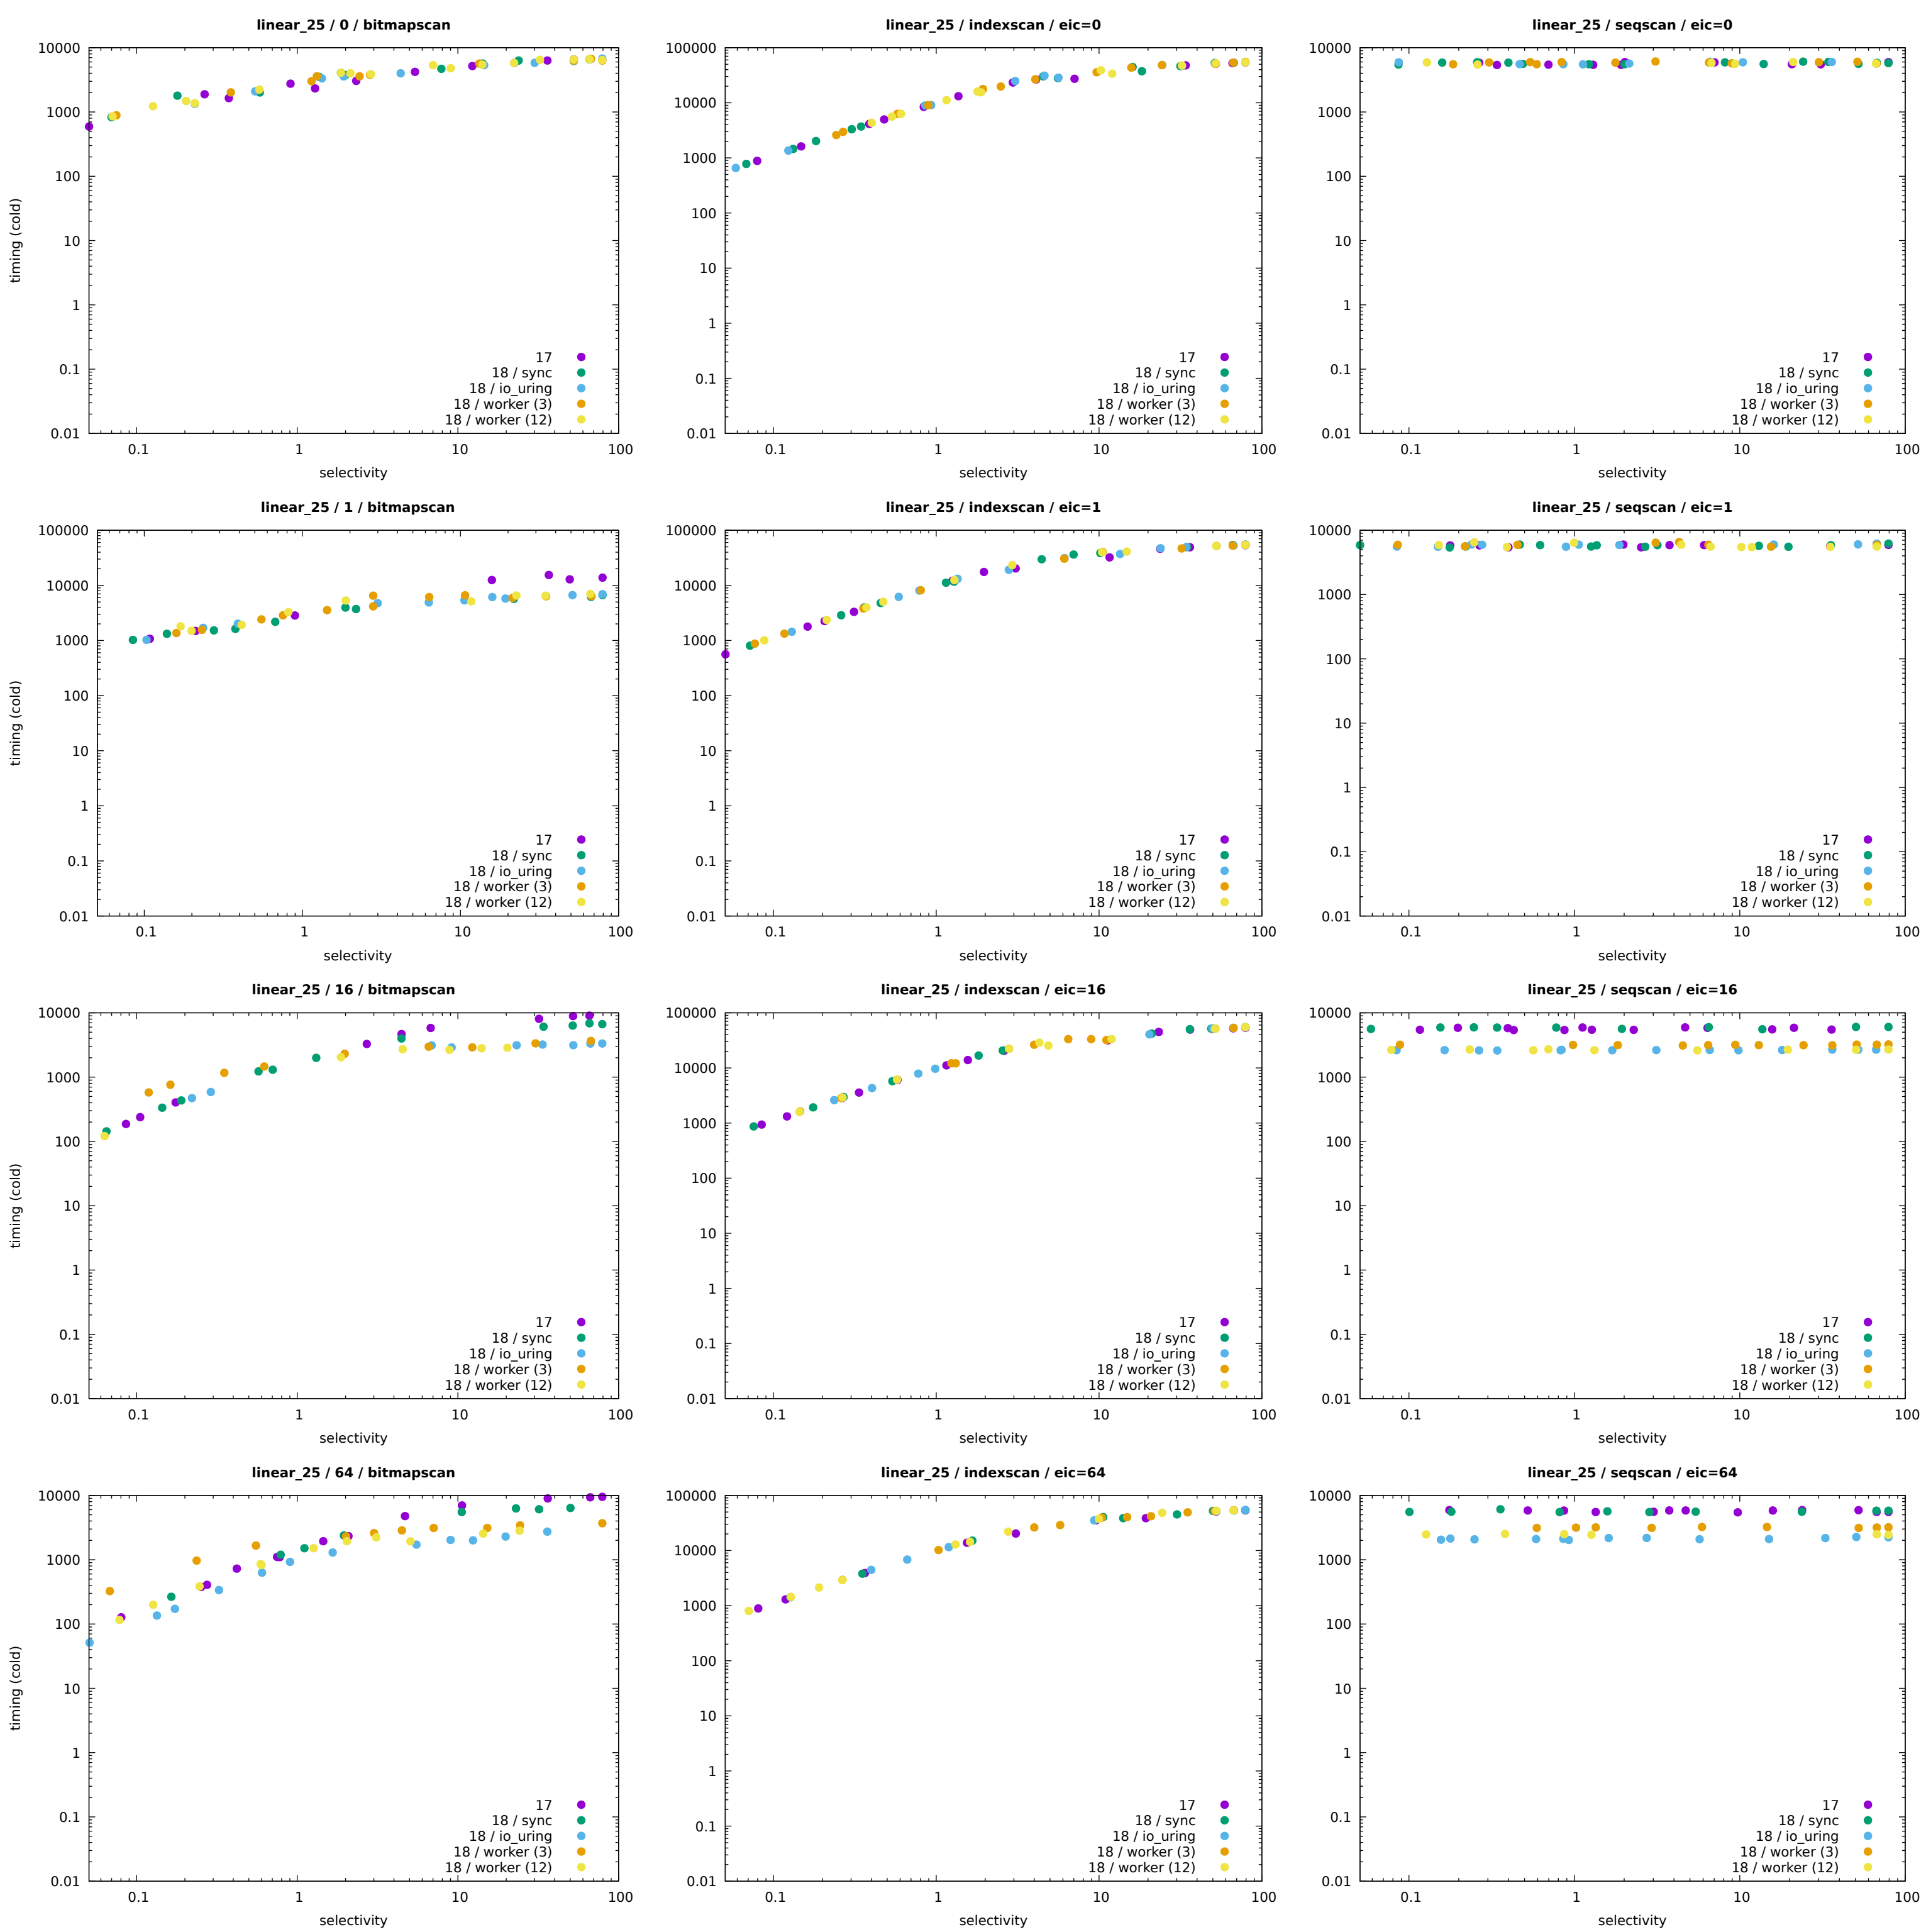 linear_25 / 0 / bitmapscan
timing (cold)
10000
1000
100
10
1
0.1
0.01
17
18 / sync
18 / io_uring
18 / worker (3)
18 / worker (12)
0.1 1 10 100
selectivity
linear_25 / indexscan / eic=0
100000
10000
1000
100
10
1
0.1
0.01
17
18 / sync
18 / io_uring
18 / worker (3)
18 / worker (12)
0.1 1 10 100
selectivity
linear_25 / seqscan / eic=0
10000
1000
100
10
1
0.1
0.01
17
18 / sync
18 / io_uring
18 / worker (3)
18 / worker (12)
0.1 1 10 100
selectivity
linear_25 / 1 / bitmapscan
timing (cold)
100000
10000
1000
100
10
1
0.1
0.01
17
18 / sync
18 / io_uring
18 / worker (3)
18 / worker (12)
0.1 1 10 100
selectivity
linear_25 / indexscan / eic=1
100000
10000
1000
100
10
1
0.1
0.01
17
18 / sync
18 / io_uring
18 / worker (3)
18 / worker (12)
0.1 1 10 100
selectivity
linear_25 / seqscan / eic=1
10000
1000
100
10
1
0.1
0.01
17
18 / sync
18 / io_uring
18 / worker (3)
18 / worker (12)
0.1 1 10 100
selectivity
linear_25 / 16 / bitmapscan
timing (cold)
10000
1000
100
10
1
0.1
0.01
17
18 / sync
18 / io_uring
18 / worker (3)
18 / worker (12)
0.1 1 10 100
selectivity
linear_25 / indexscan / eic=16
100000
10000
1000
100
10
1
0.1
0.01
17
18 / sync
18 / io_uring
18 / worker (3)
18 / worker (12)
0.1 1 10 100
selectivity
linear_25 / seqscan / eic=16
10000
1000
100
10
1
0.1
0.01
17
18 / sync
18 / io_uring
18 / worker (3)
18 / worker (12)
0.1 1 10 100
selectivity
linear_25 / 64 / bitmapscan
timing (cold)
10000
1000
100
10
1
0.1
0.01
17
18 / sync
18 / io_uring
18 / worker (3)
18 / worker (12)
0.1 1 10 100
selectivity
linear_25 / indexscan / eic=64
100000
10000
1000
100
10
1
0.1
0.01
17
18 / sync
18 / io_uring
18 / worker (3)
18 / worker (12)
0.1 1 10 100
selectivity
linear_25 / seqscan / eic=64
10000
1000
100
10
1
0.1
0.01
17
18 / sync
18 / io_uring
18 / worker (3)
18 / worker (12)
0.1 1 10 100
selectivity